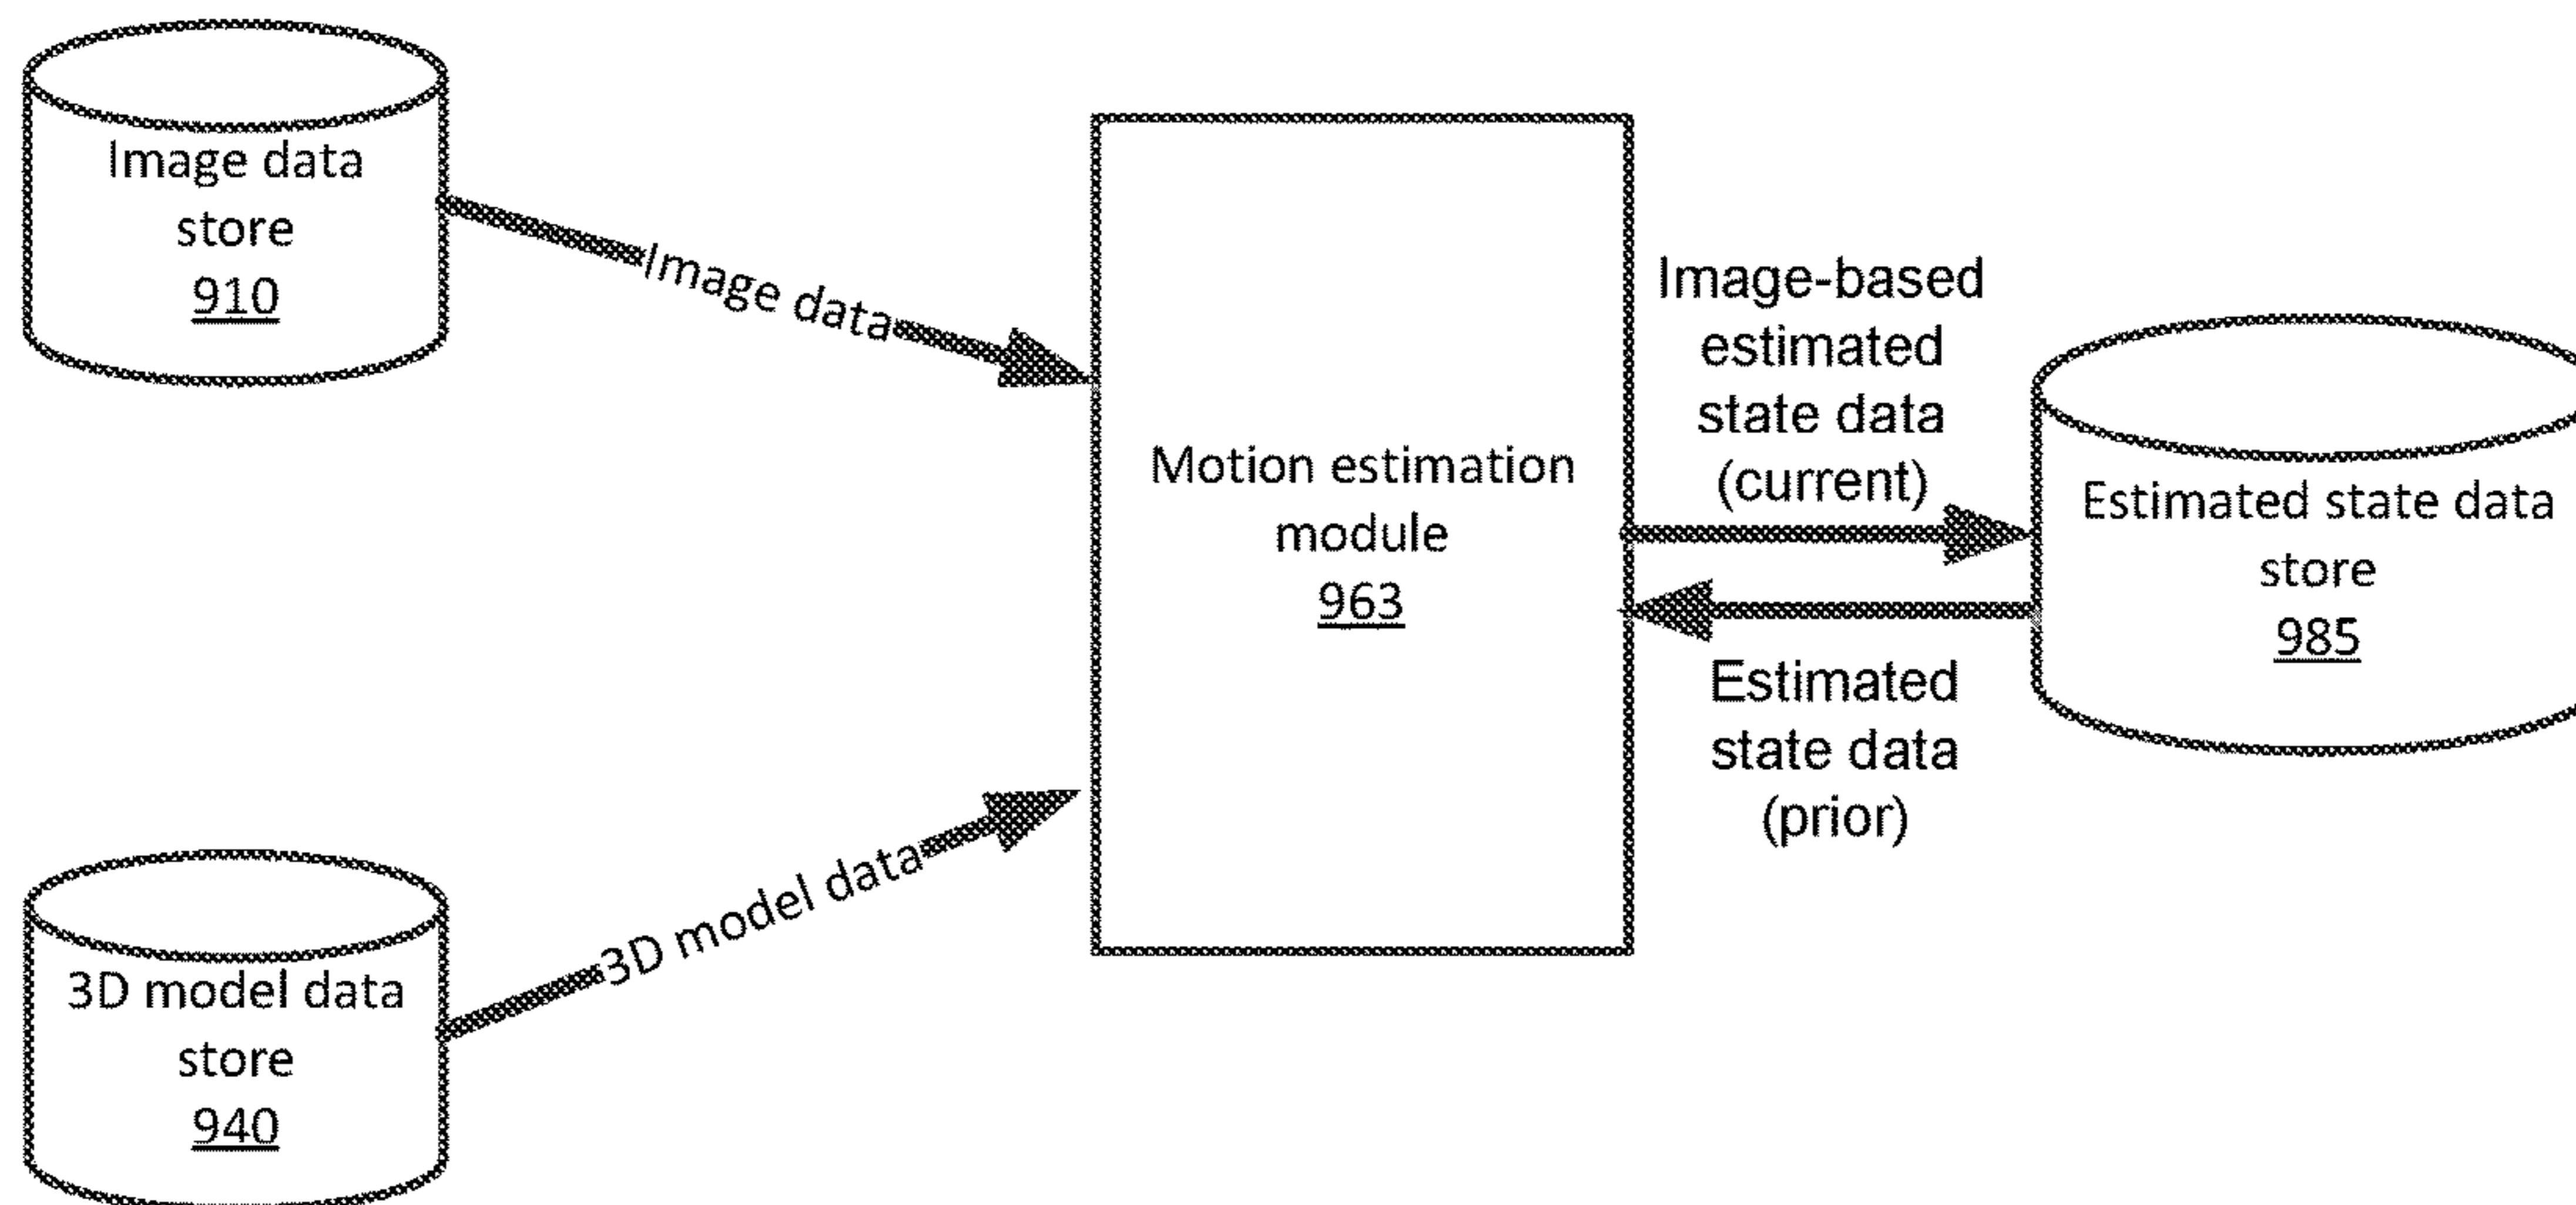 Image data
store
910
Image data
Motion estimation
module
963
Image-based
estimated
state data
(current)
Estimated
state data
(prior)
Estimated state data
store
985
3D model data
3D model data
store
940